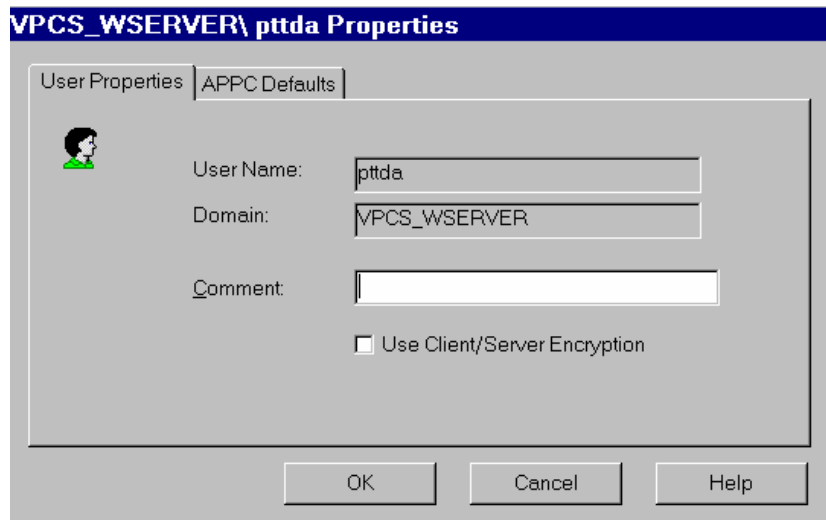 VPCS_WSERVER\ pttda Properties
User Properties APPC Defaults
User Name: pttda
Domain: VPCS_WSERVER
Comment:
Use Client/Server Encryption
OK Cancel Help